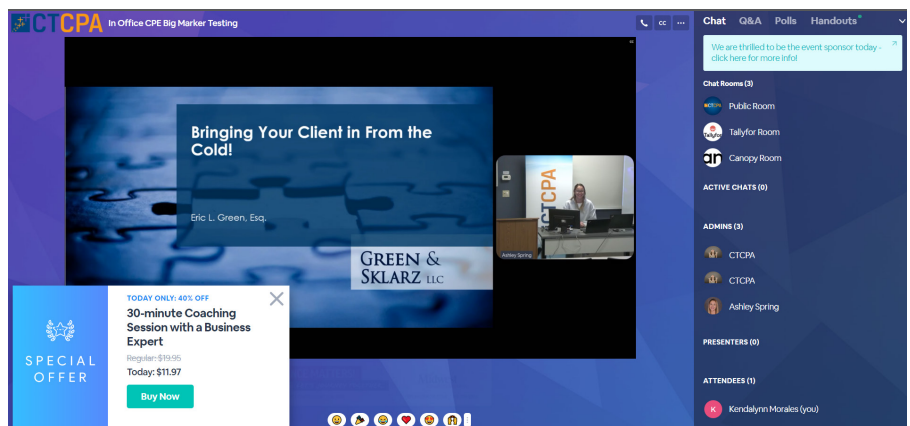 CTCPA
In Office CPE Big Marker Testing
cc
Chat Q&A Polls Handouts
We are thrilled to be the event sponsor today -
click here for more info!
Chat Rooms (3)
Public Room
Tallyfor
Tallyfor Room
Canopy Room
ACTIVE CHATS (0)
ADMINS (3)
CTCPA
CTCPA
Ashley Spring
PRESENTERS (0)
ATTENDEES (1)
K
Kendalynn Morales (you)
Bringing Your Client in From the
Cold!
Eric L. Green, Esq.
GREEN &
SKLARZ LLC
CTCPA
Ashley Spring
SPECIAL
OFFER
TODAY ONLY: 40% OFF
30-minute Coaching
Session with a Business
Expert
Regular: $19.95
Today: $11.97
Buy Now